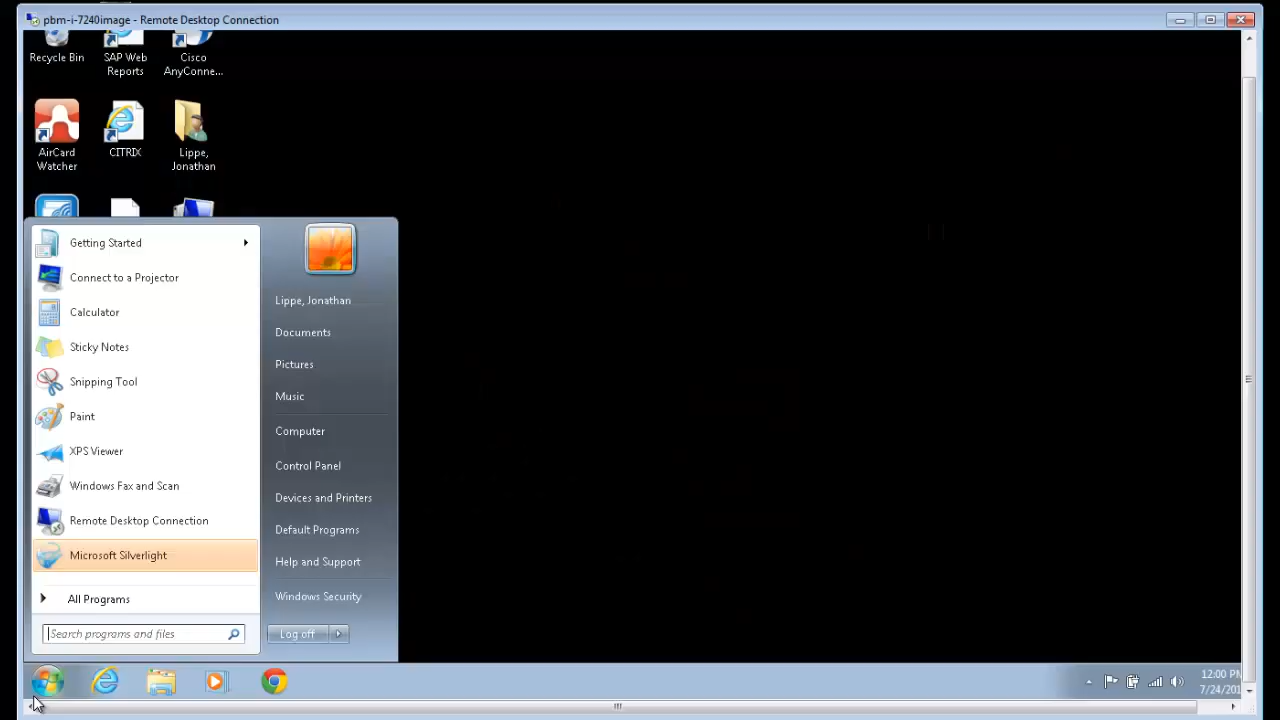 pbm-i-7240image - Remote Desktop Connection
Recycle Bin
SAP Web
Reports
Cisco
AnyConne...
AirCard
Watcher
CITRIX
Lippe,
Jonathan
Getting Started
Connect to a Projector
Calculator
Sticky Notes
Snipping Tool
Paint
XPS Viewer
Windows Fax and Scan
Remote Desktop Connection
Microsoft Silverlight
All Programs
Search programs and files
Lippe, Jonathan
Documents
Pictures
Music
Computer
Control Panel
Devices and Printers
Default Programs
Help and Support
Windows Security
Log off
12:00 PM
7/24/201